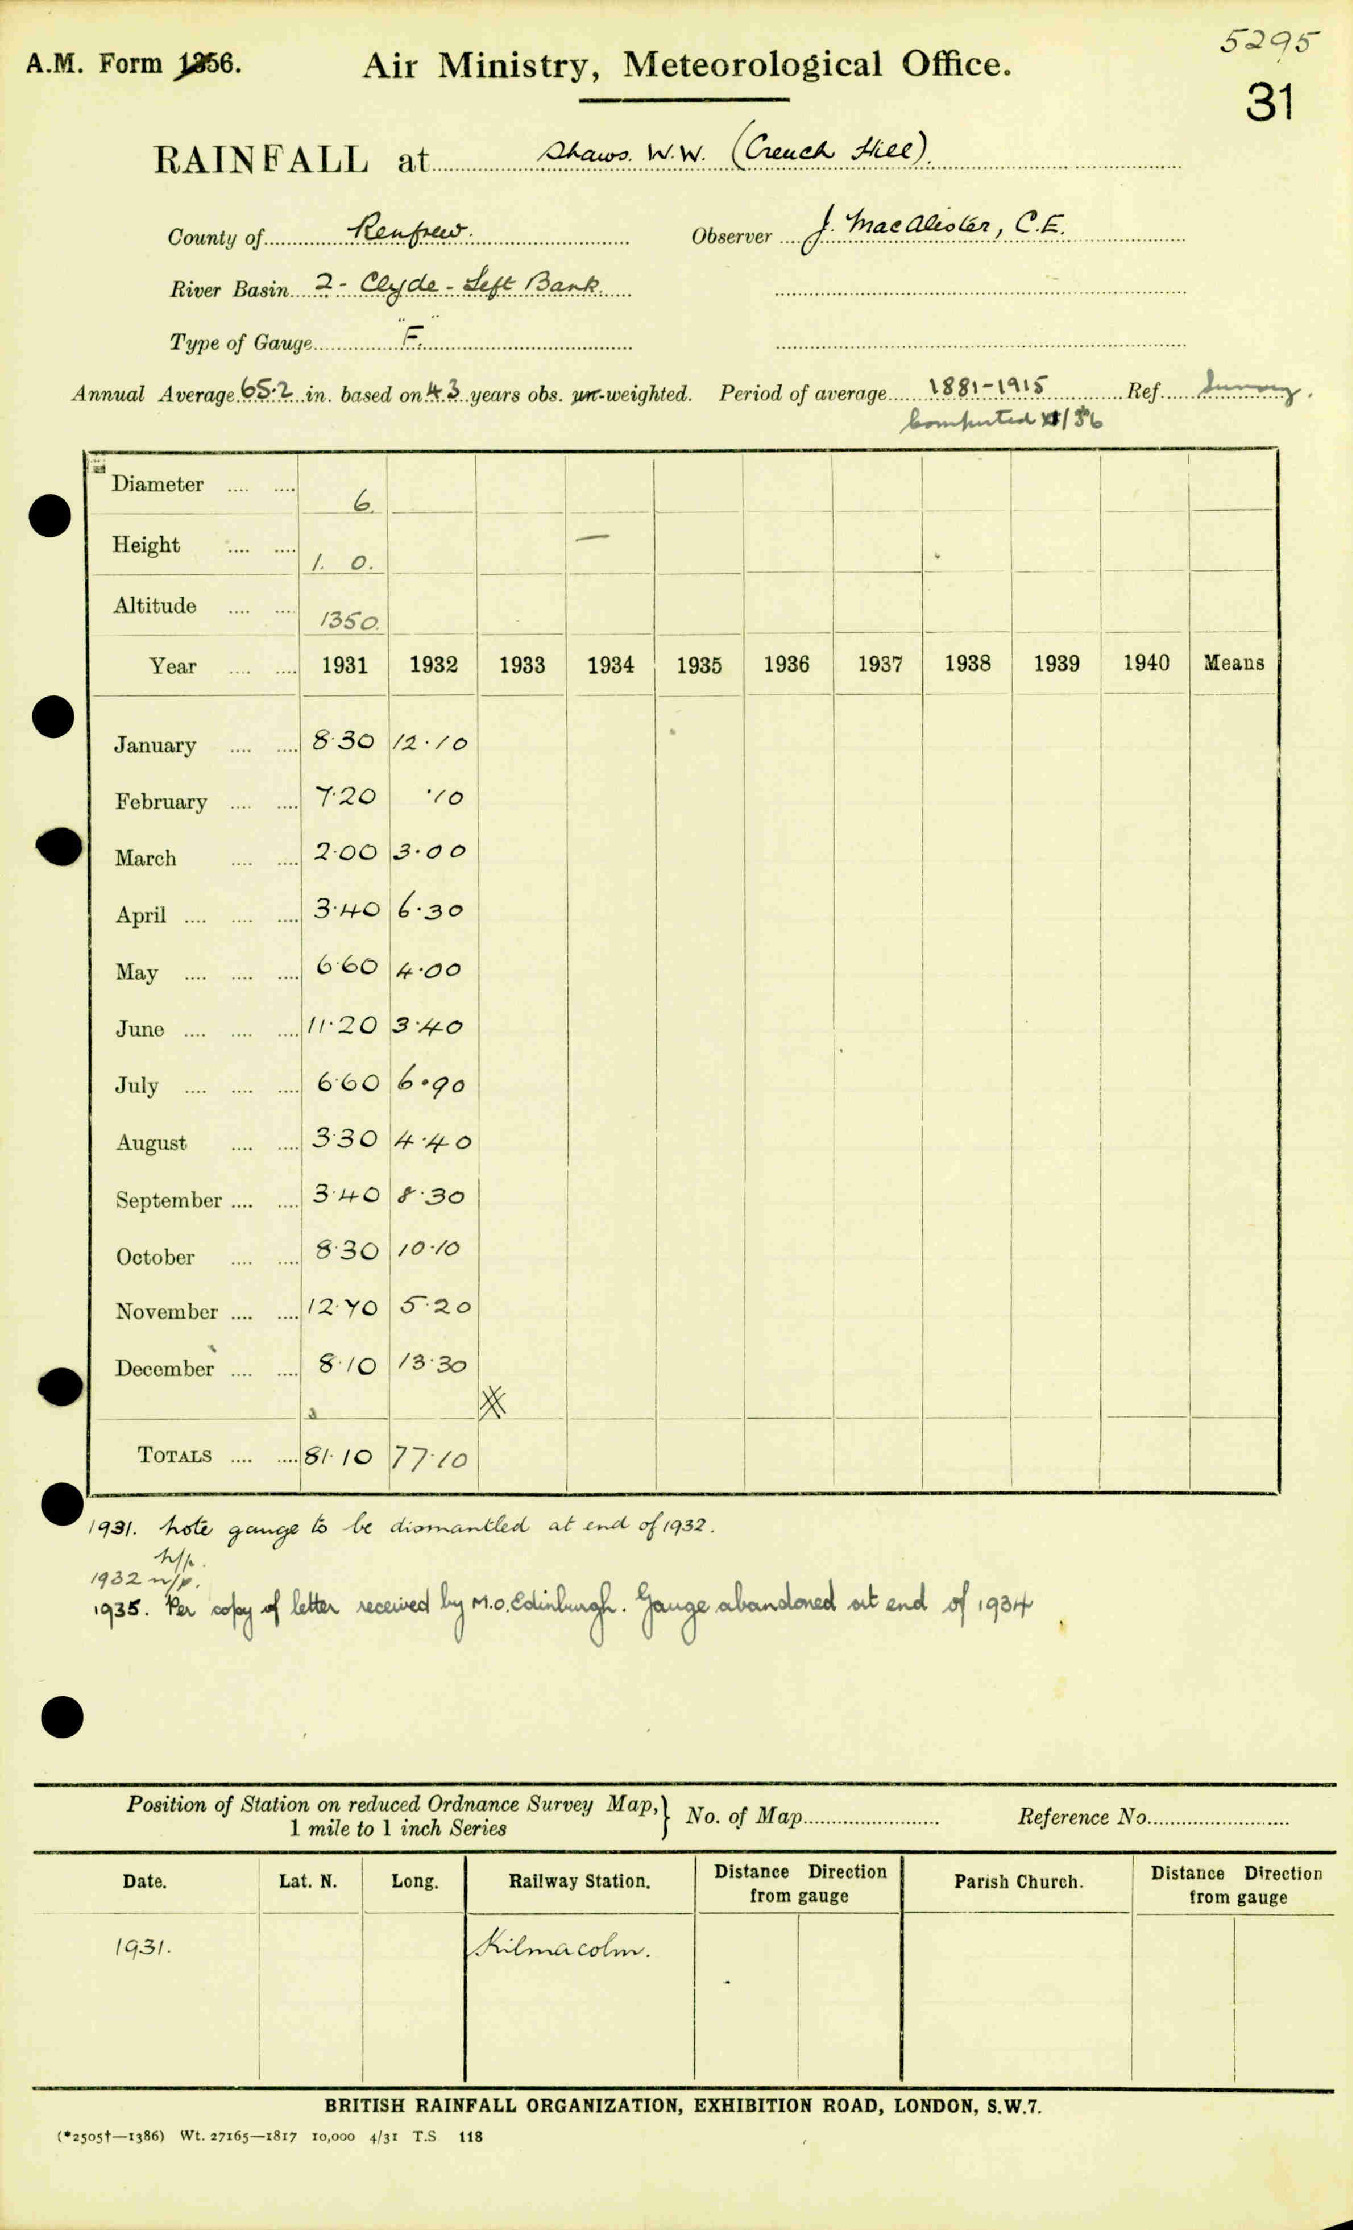 5295
A.M. Form 1356. Air Ministry, Meteorological Office.
31
RAINFALL at Shaws. W.W. (Creuch Hill).
County of Renfrew. Observer J. MacAlister, C.E.
River Basin 2 - Clyde - Left Bank.
Type of Gauge "F."
Annual Average 65.2 in. based on 43 years obs. un-weighted. Period of average 1881-1915 Ref.
Computed
Diameter .... .... 6.
Height .... .... 1. 0. —
Altitude .... .... 1350.
Year .... .... 1931 1932 1933 1934 1935 1936 1937 1938 1939 1940 Means
January .... .... 8.30 12.10
February .... .... 7.20 .10
March .... .... 2.00 3.00
April .... .... .... 3.40 6.30
May .... .... .... 6.60 4.00
June .... .... .... 11.20 3.40
July .... .... .... 6.60 6.90
August .... .... 3.30 4.40
September .... .... 3.40 8.30
October .... .... 8.30 10.10
November .... .... 12.70 5.20
December .... .... 8.10 13.30
TOTALS .... .... 81.10 77.10
1931. Note gauge to be dismantled at end of 1932.
n/p.
1932 n/p.
1935. Per copy of letter received by M.O. Edinburgh. Gauge abandoned at end of 1934
Position of Station on reduced Ordnance Survey Map, } No. of Map Reference No.
1 mile to 1 inch Series
Date. Lat. N. Long. Railway Station. Distance Direction from gauge Parish Church. Distance Direction from gauge
1931. Kilmacolm.
BRITISH RAINFALL ORGANIZATION, EXHIBITION ROAD, LONDON, S.W.7.
(*2505†—1386) Wt. 27165—1817 10,000 4/31 T.S 118